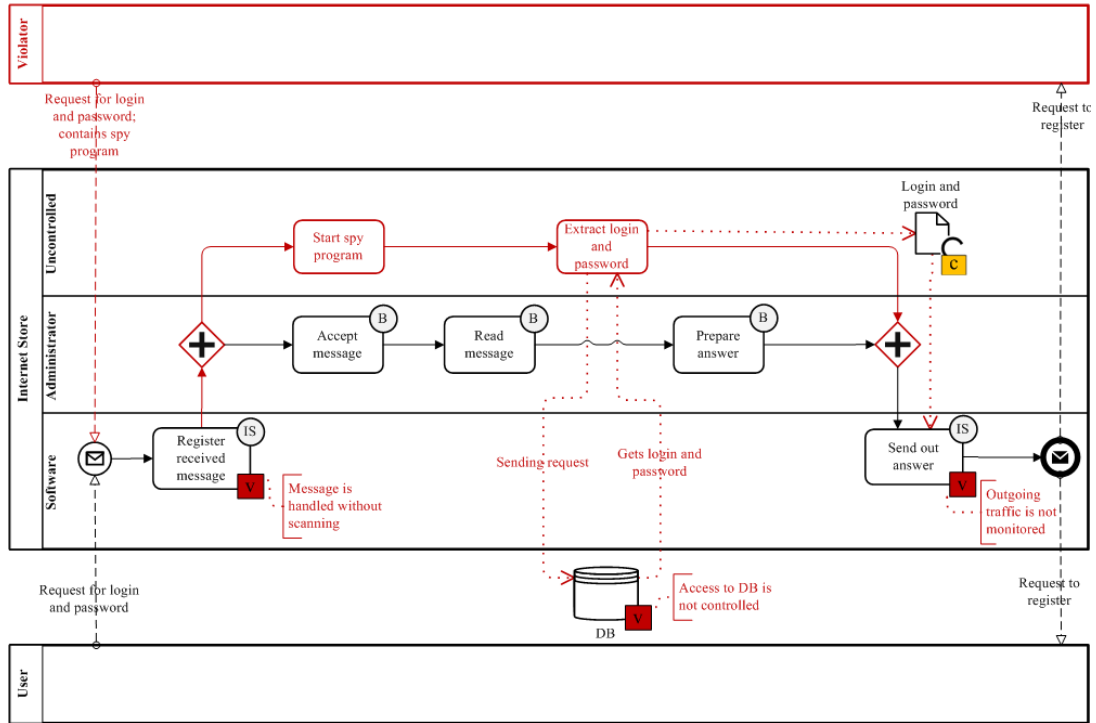 Violator
Request for login
and password;
contains spy
program
Request to
register
Internet Store
Uncontrolled
Start spy
program
Extract login
and
password
Login and
password
C
Administrator
Accept
message
B
Read
message
B
Prepare
answer
B
Software
Register
received
message
IS
V
Message is
handled without
scanning
Sending request
Gets login and
password
Send out
answer
IS
V
Outgoing
traffic is not
monitored
Request for login
and password
DB
V
Access to DB is
not controlled
Request to
register
User